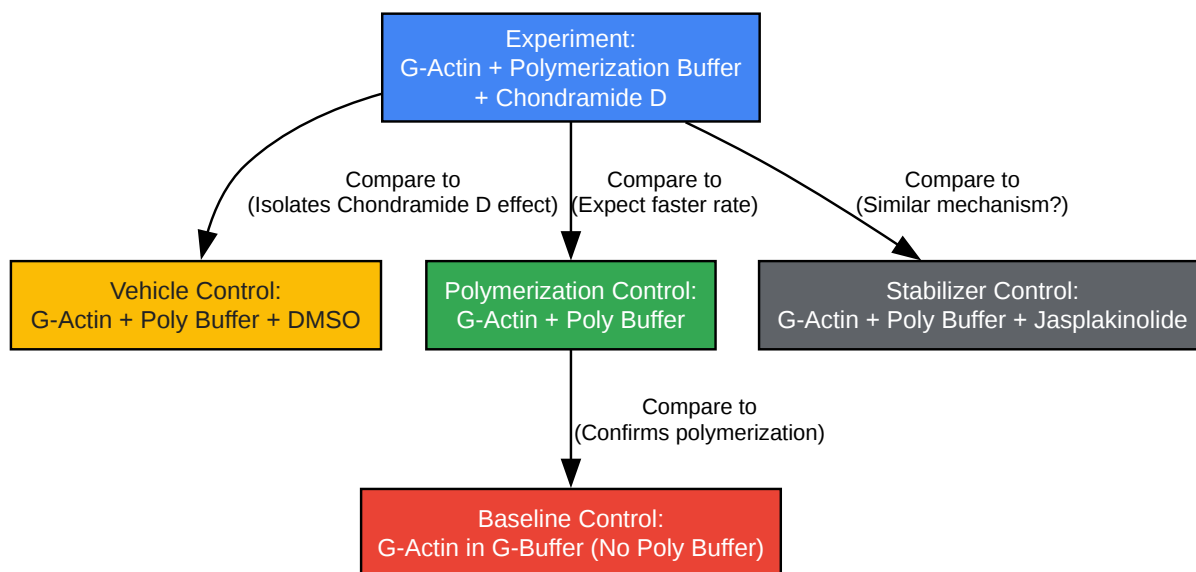 Experiment:
G-Actin + Polymerization Buffer
+ Chondramide D
Compare to
(Isolates Chondramide D effect)
Compare to
(Expect faster rate)
Compare to
(Similar mechanism?)
Vehicle Control:
G-Actin + Poly Buffer + DMSO
Polymerization Control:
G-Actin + Poly Buffer
Stabilizer Control:
G-Actin + Poly Buffer + Jasplakinolide
Compare to
(Confirms polymerization)
Baseline Control:
G-Actin in G-Buffer (No Poly Buffer)